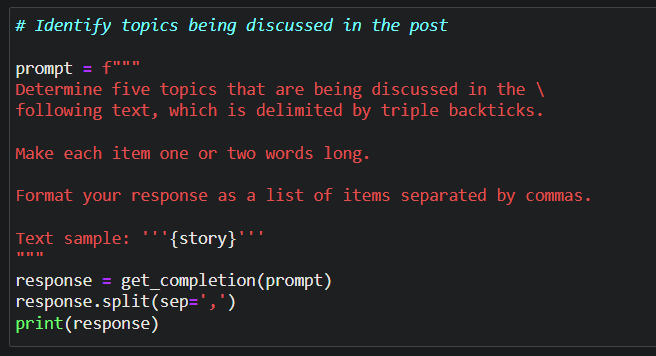 # Identify topics being discussed in the post
prompt = f"""
Determine five topics that are being discussed in the \
following text, which is delimited by triple backticks.
Make each item one or two words long.
Format your response as a list of items separated by commas.
Text sample: '''{story}'''
"""
response = get_completion(prompt)
response.split(sep=',')
print(response)